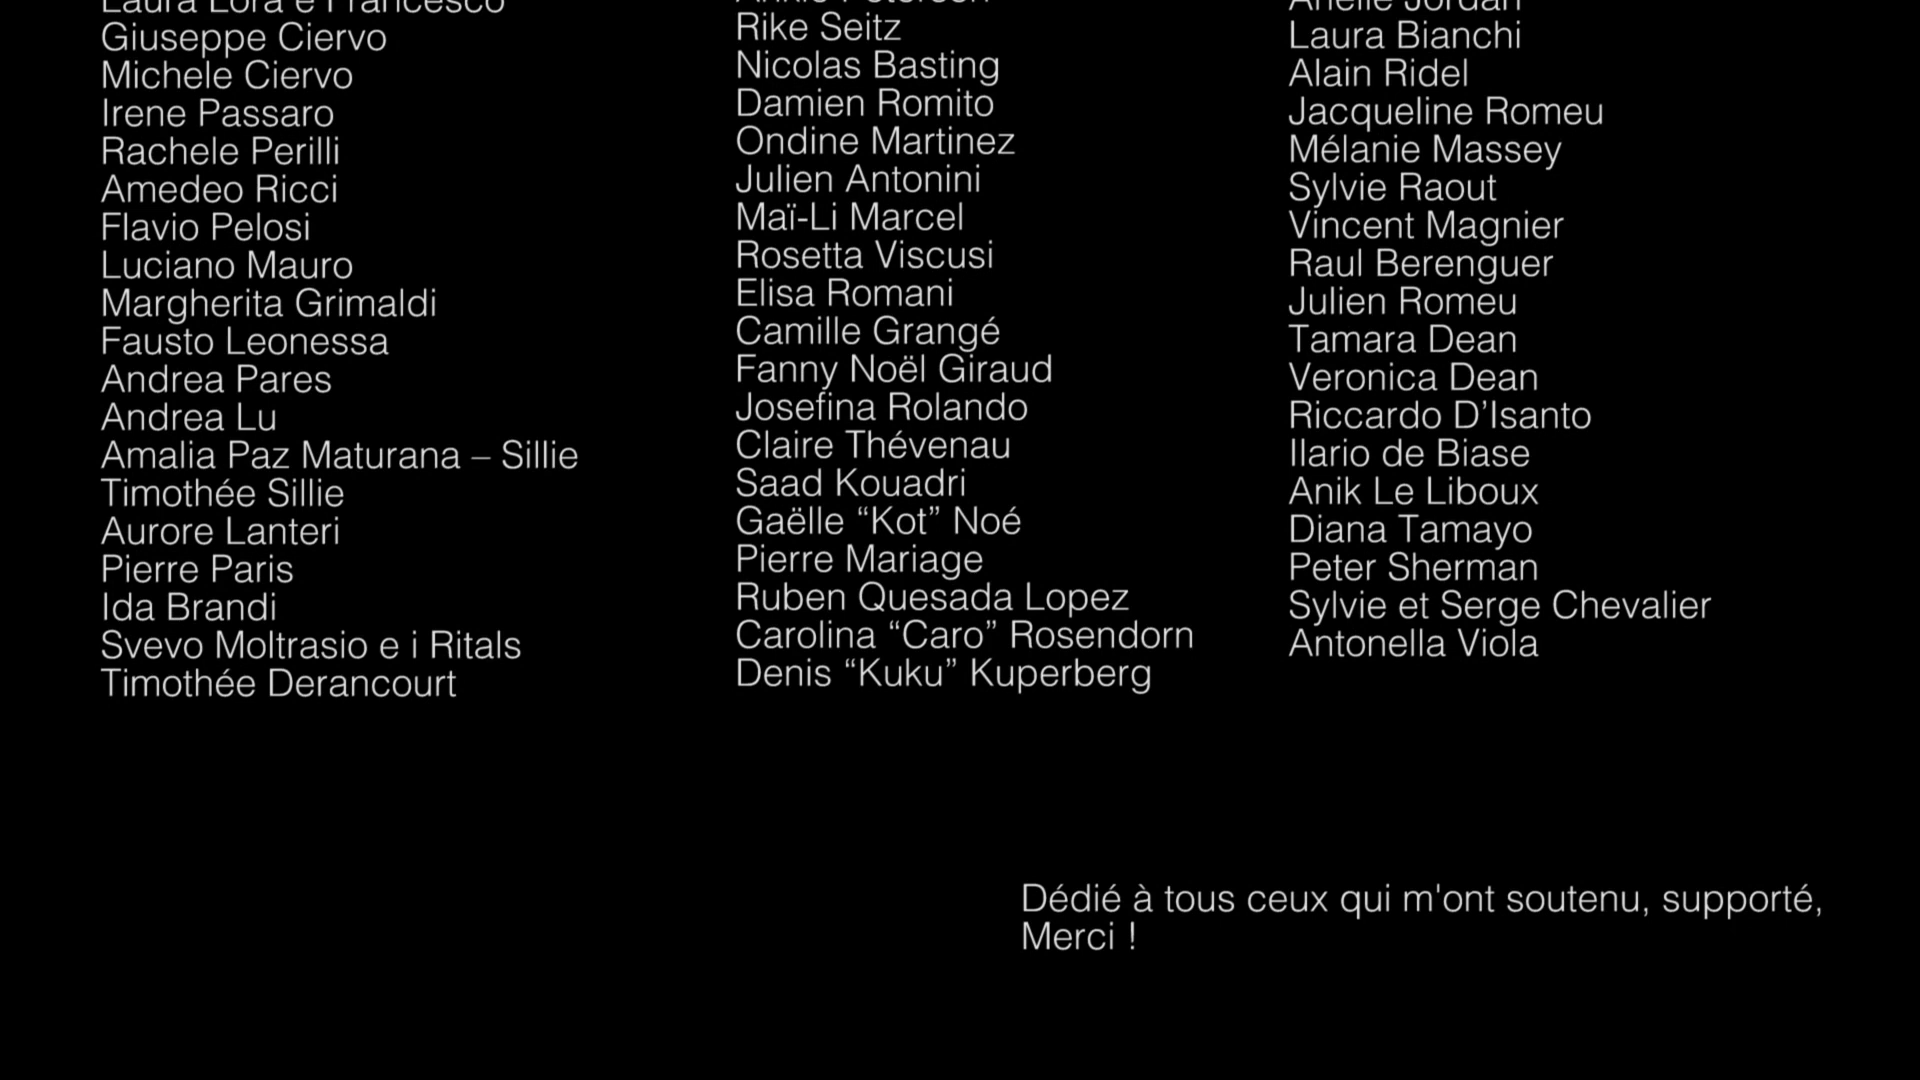 Laura Lora e Francesco
Giuseppe Ciervo
Michele Ciervo
Irene Passaro
Rachele Perilli
Amedeo Ricci
Flavio Pelosi
Luciano Mauro
Margherita Grimaldi
Fausto Leonessa
Andrea Pares
Andrea Lu
Amalia Paz Maturana – Sillie
Timothée Sillie
Aurore Lanteri
Pierre Paris
Ida Brandi
Svevo Moltrasio e i Ritals
Timothée Derancourt
Rike Seitz
Nicolas Basting
Damien Romito
Ondine Martinez
Julien Antonini
Maï-Li Marcel
Rosetta Viscusi
Elisa Romani
Camille Grangé
Fanny Noël Giraud
Josefina Rolando
Claire Thévenau
Saad Kouadri
Gaëlle “Kot” Noé
Pierre Mariage
Ruben Quesada Lopez
Carolina “Caro” Rosendorn
Denis “Kuku” Kuperberg
Jordan
Laura Bianchi
Alain Ridel
Jacqueline Romeu
Mélanie Massey
Sylvie Raout
Vincent Magnier
Raul Berenguer
Julien Romeu
Tamara Dean
Veronica Dean
Riccardo D’Isanto
Ilario de Biase
Anik Le Liboux
Diana Tamayo
Peter Sherman
Sylvie et Serge Chevalier
Antonella Viola
Dédié à tous ceux qui m'ont soutenu, supporté,
Merci !